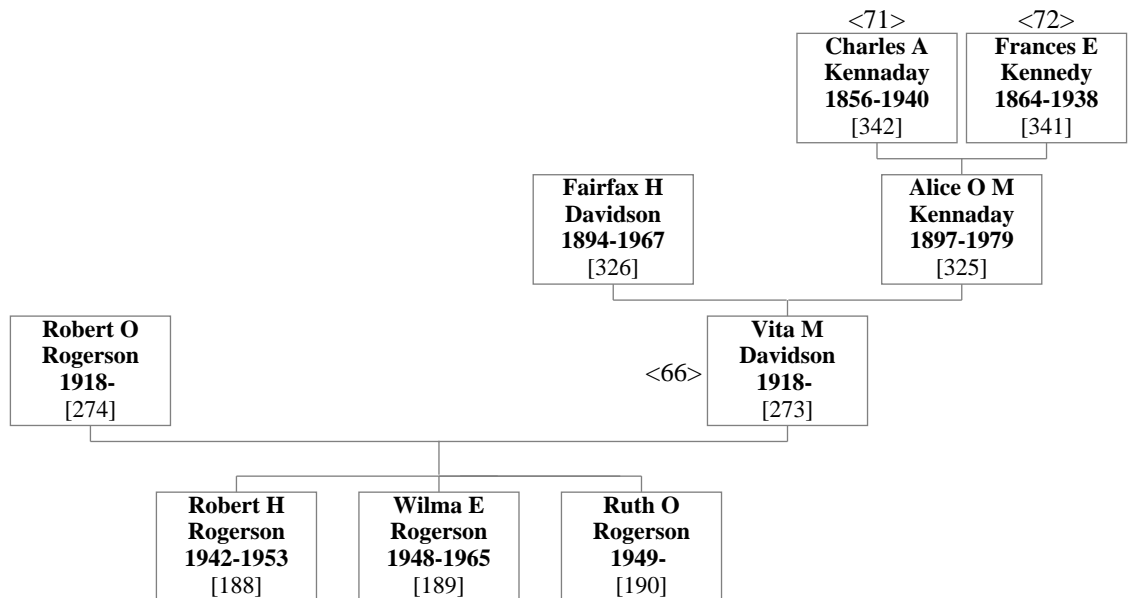 <71>
<72>
Charles A
Kennaday
1856-1940
[342]
Frances E
Kennedy
1864-1938
[341]
Fairfax H
Davidson
1894-1967
[326]
Alice O M
Kennaday
1897-1979
[325]
Robert O
Rogerson
1918-
[274]
<66>
Vita M
Davidson
1918-
[273]
Robert H
Rogerson
1942-1953
[188]
Wilma E
Rogerson
1948-1965
[189]
Ruth O
Rogerson
1949-
[190]